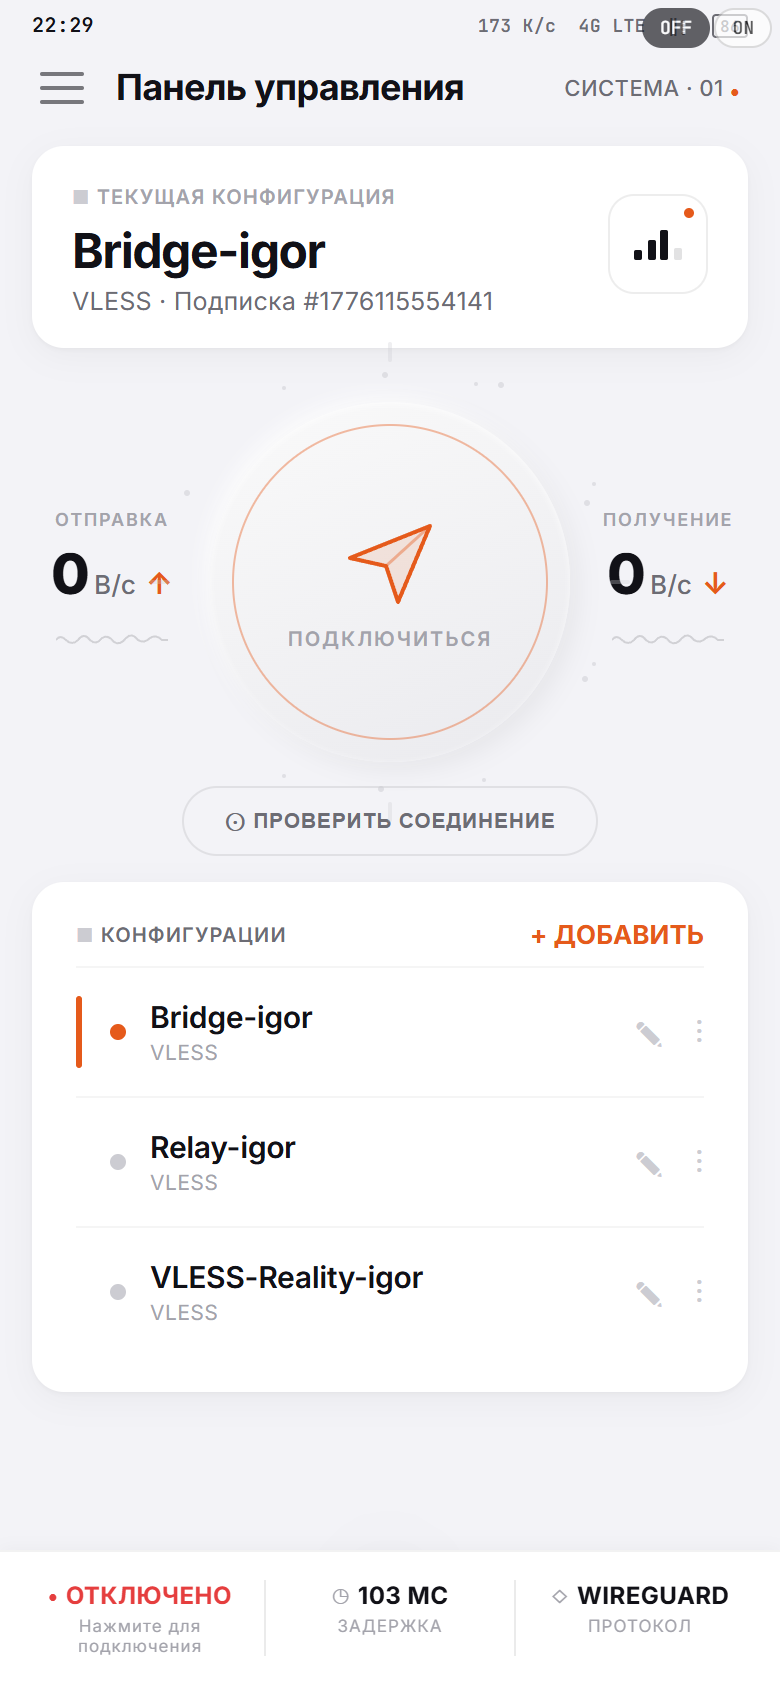 22:29
173 K/c 4G LTE OFF ON
Панель управления
СИСТЕМА · 01
ТЕКУЩАЯ КОНФИГУРАЦИЯ
Bridge-igor
VLESS · Подписка #1776115554141
ОТПРАВКА
0 B/c ↑
ПОЛУЧЕНИЕ
0 B/c ↓
ПОДКЛЮЧИТЬСЯ
ПРОВЕРИТЬ СОЕДИНЕНИЕ
КОНФИГУРАЦИИ
+ ДОБАВИТЬ
Bridge-igor
VLESS
Relay-igor
VLESS
VLESS-Reality-igor
VLESS
• ОТКЛЮЧЕНО
Нажмите для
подключения
103 МС
ЗАДЕРЖКА
WIREGUARD
ПРОТОКОЛ